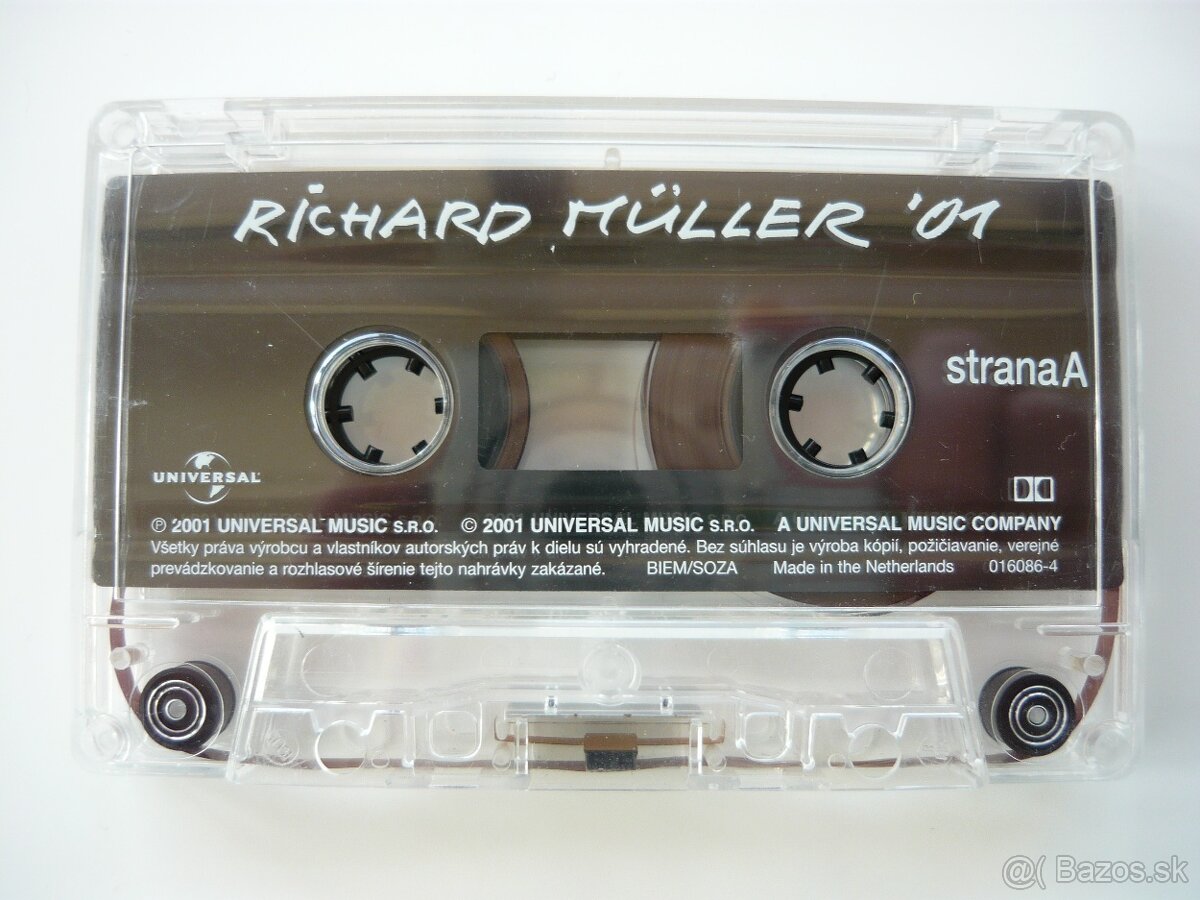 RICHARD MÜLLER '01
strana A
UNIVERSAL
℗ 2001 UNIVERSAL MUSIC S.R.O. © 2001 UNIVERSAL MUSIC S.R.O. A UNIVERSAL MUSIC COMPANY
Všetky práva výrobcu a vlastníkov autorských práv k dielu sú vyhradené. Bez súhlasu je výroba kópií, požičiavanie, verejné
prevádzkovanie a rozhlasové šírenie tejto nahrávky zakázané. BIEM/SOZA Made in the Netherlands 016086-4
@( Bazos.sk